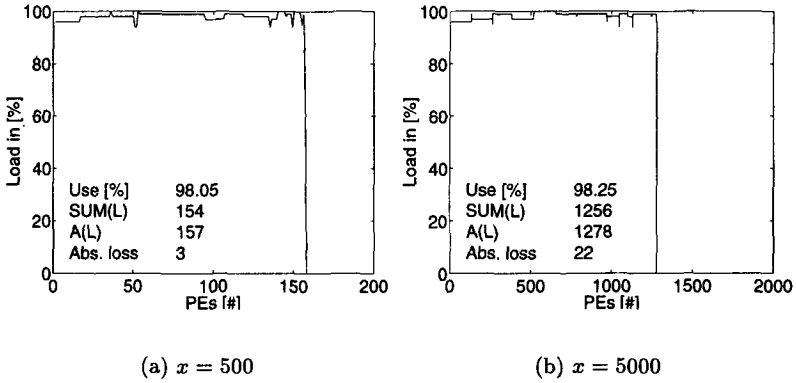 100
80
60
40
20
0
Load in [%]
Use [%] 98.05
SUM(L) 154
A(L) 157
Abs. loss 3
0 50 100 150 200
PEs [#]
(a) x = 500
100
80
60
40
20
0
Load in [%]
Use [%] 98.25
SUM(L) 1256
A(L) 1278
Abs. loss 22
0 500 1000 1500 2000
PEs [#]
(b) x = 5000